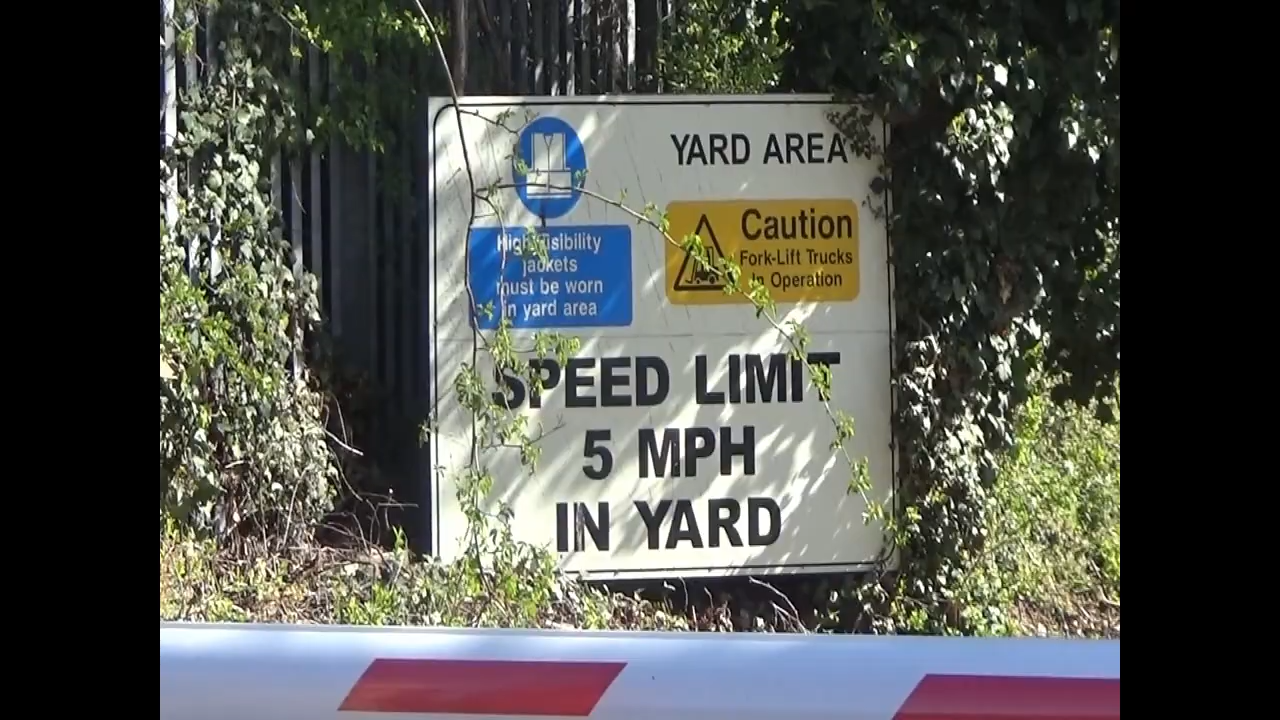 YARD AREA
High visibility
jackets
must be worn
in yard area
Caution
Fork-Lift Trucks
In Operation
SPEED LIMIT
5 MPH
IN YARD